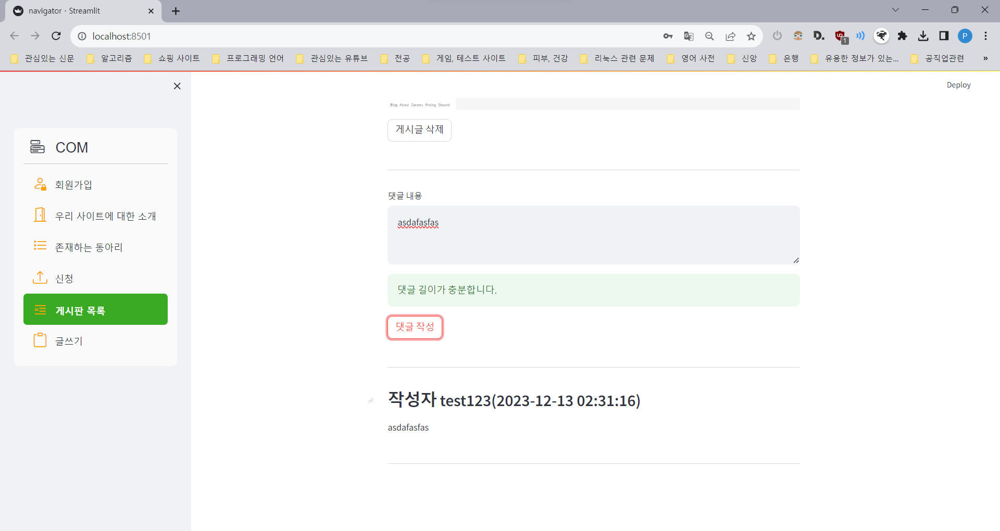 navigator · Streamlit
localhost:8501
관심있는 신문 알고리즘 쇼핑 사이트 프로그래밍 언어 관심있는 유튜브 전공 게임, 테스트 사이트 피부, 건강 리눅스 관련 문제 영어 사전 신앙 은행 유용한 정보가 있는... 공직업관련 »
Deploy
Blog About Careers Pricing Discord
게시글 삭제
COM
회원가입
우리 사이트에 대한 소개
존재하는 동아리
신청
게시판 목록
글쓰기
댓글 내용
asdafasfas
댓글 길이가 충분합니다.
댓글 작성
작성자 test123(2023-12-13 02:31:16)
asdafasfas
P
1